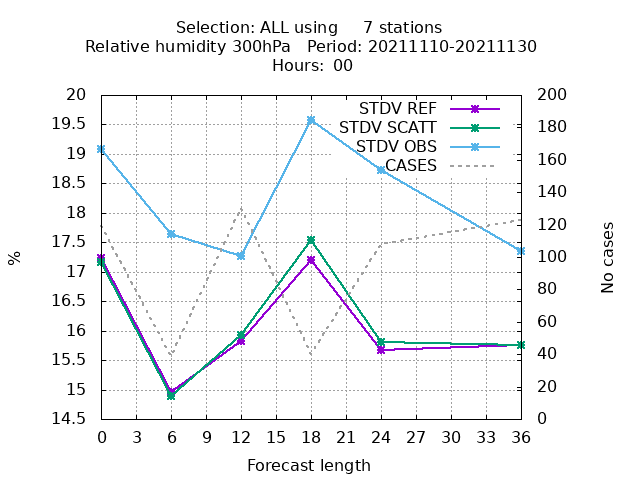 Selection: ALL using     7 stations
Relative humidity 300hPa   Period: 20211110-20211130
Hours:  00
STDV REF
STDV SCATT
STDV OBS
CASES
20
19.5
19
18.5
18
17.5
17
16.5
16
15.5
15
14.5
%
200
180
160
140
120
100
80
60
40
20
0
No cases
0 3 6 9 12 15 18 21 24 27 30 33 36
Forecast length